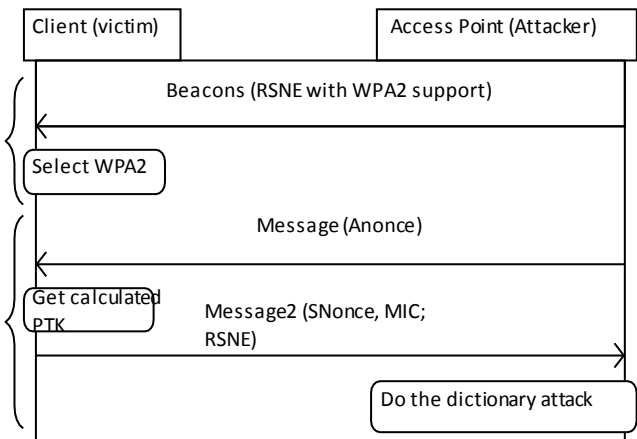 Client (victim)
Access Point (Attacker)
Beacons (RSNE with WPA2 support)
Select WPA2
Message (Anonce)
Get calculated
PTK
Message2 (SNonce, MIC;
RSNE)
Do the dictionary attack